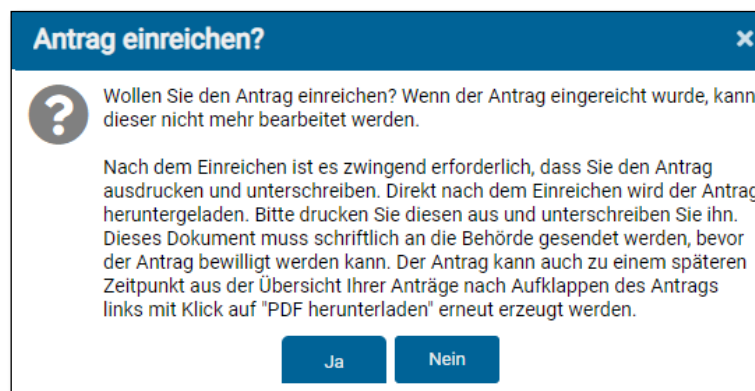 Antrag einreichen?
Wollen Sie den Antrag einreichen? Wenn der Antrag eingereicht wurde, kann
dieser nicht mehr bearbeitet werden.
Nach dem Einreichen ist es zwingend erforderlich, dass Sie den Antrag
ausdrucken und unterschreiben. Direkt nach dem Einreichen wird der Antrag
heruntergeladen. Bitte drucken Sie diesen aus und unterschreiben Sie ihn.
Dieses Dokument muss schriftlich an die Behörde gesendet werden, bevor
der Antrag bewilligt werden kann. Der Antrag kann auch zu einem späteren
Zeitpunkt aus der Übersicht Ihrer Anträge nach Aufklappen des Antrags
links mit Klick auf "PDF herunterladen" erneut erzeugt werden.
Ja Nein